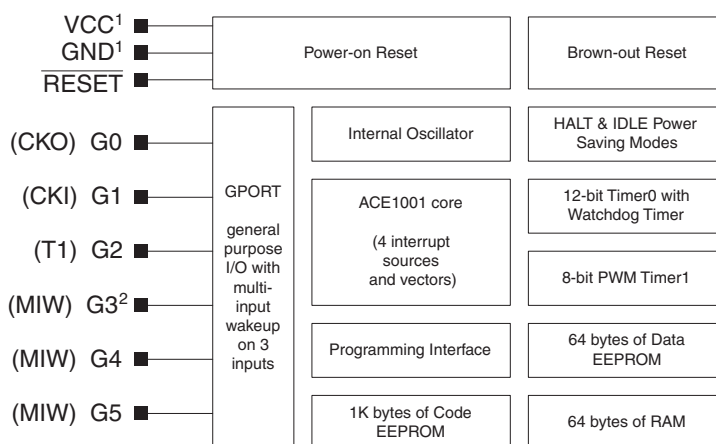 VCC¹
GND¹
RESET
Power-on Reset
Brown-out Reset
(CKO) G0
(CKI) G1
(T1) G2
(MIW) G3²
(MIW) G4
(MIW) G5
GPORT
general
purpose
I/O with
multi-
input
wakeup
on 3
inputs
Internal Oscillator
HALT & IDLE Power
Saving Modes
ACE1001 core
(4 interrupt
sources
and vectors)
12-bit Timer0 with
Watchdog Timer
8-bit PWM Timer1
Programming Interface
64 bytes of Data
EEPROM
1K bytes of Code
EEPROM
64 bytes of RAM